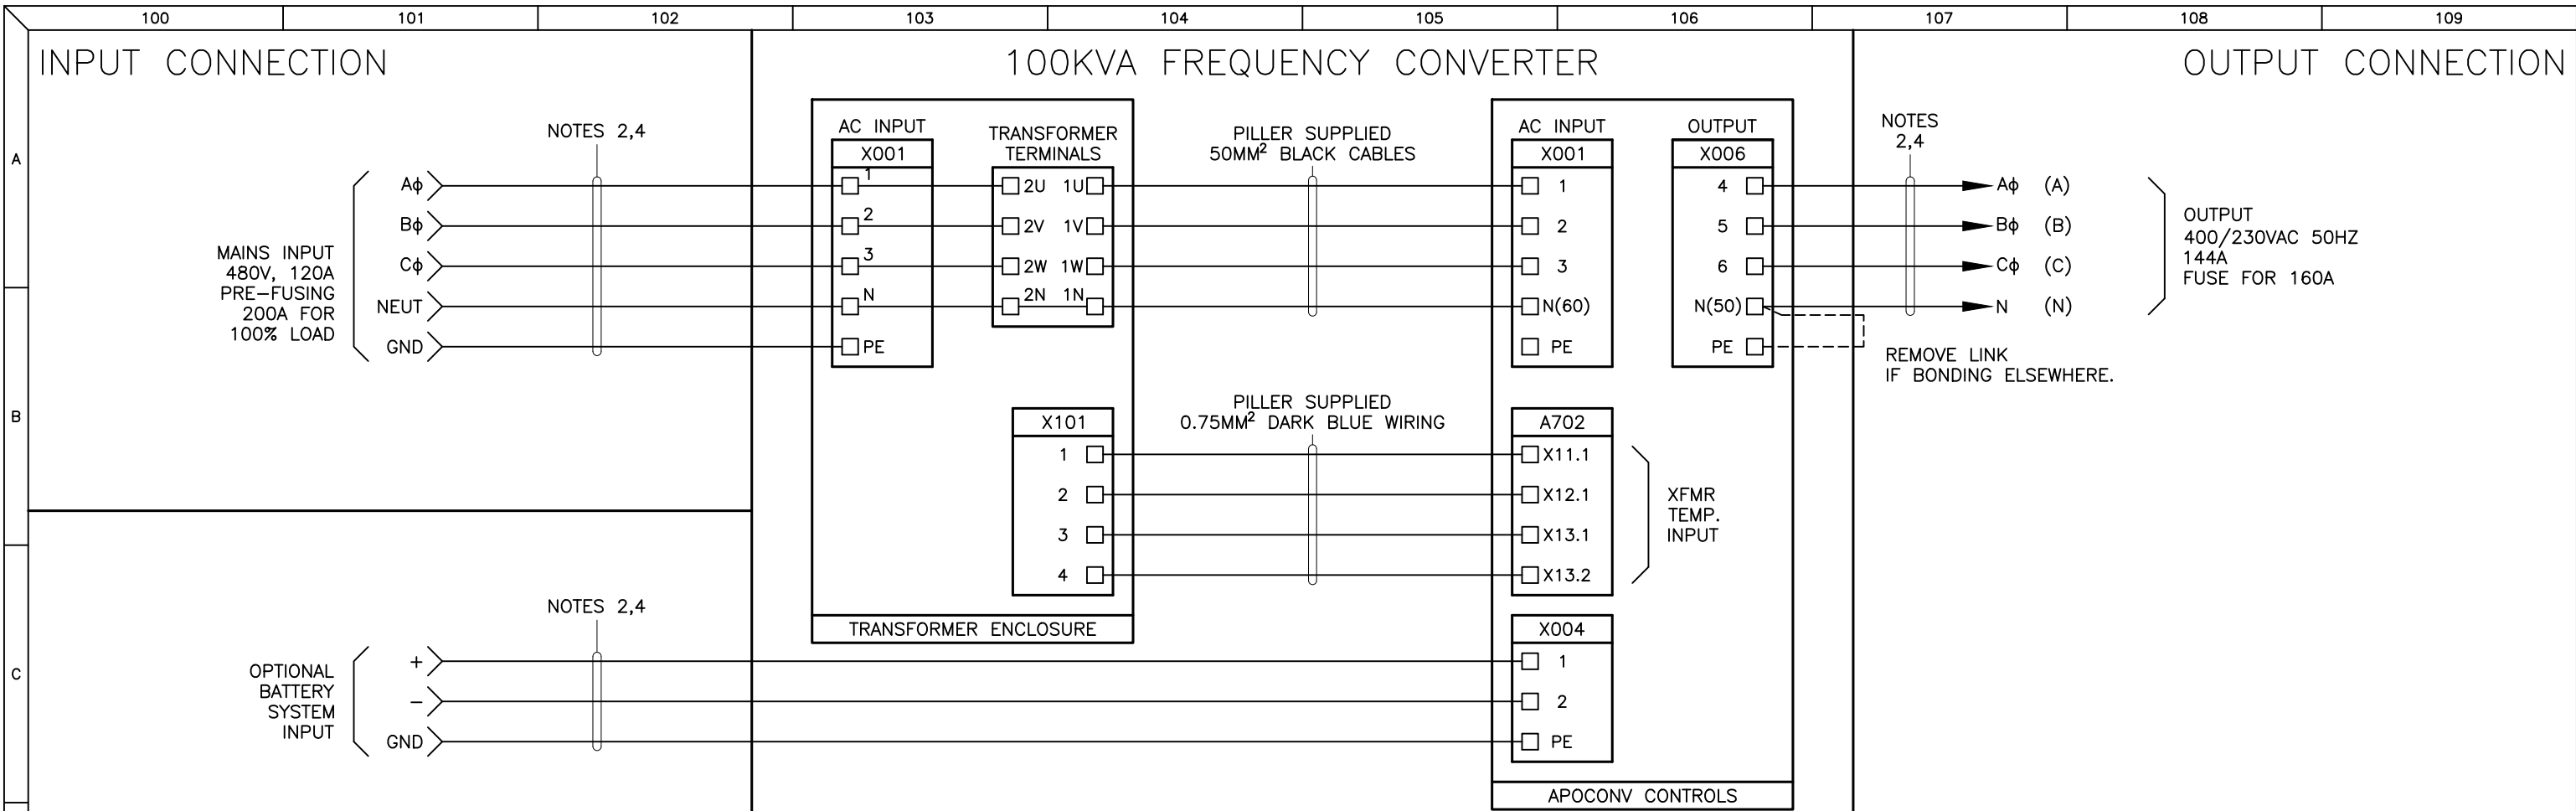 100 101 102 103 104 105 106 107 108 109
A
B
C
INPUT CONNECTION
100KVA FREQUENCY CONVERTER
OUTPUT CONNECTION
NOTES 2,4
MAINS INPUT
480V, 120A
PRE-FUSING
200A FOR
100% LOAD
Aϕ
Bϕ
Cϕ
NEUT
GND
AC INPUT
X001
1
2
3
N
PE
TRANSFORMER
TERMINALS
2U 1U
2V 1V
2W 1W
2N 1N
PILLER SUPPLIED
50MM² BLACK CABLES
AC INPUT
X001
1
2
3
N(60)
PE
OUTPUT
X006
4
5
6
N(50)
PE
NOTES
2,4
Aϕ (A)
Bϕ (B)
Cϕ (C)
N (N)
OUTPUT
400/230VAC 50HZ
144A
FUSE FOR 160A
REMOVE LINK
IF BONDING ELSEWHERE.
X101
1
2
3
4
PILLER SUPPLIED
0.75MM² DARK BLUE WIRING
A702
X11.1
X12.1
X13.1
X13.2
XFMR
TEMP.
INPUT
TRANSFORMER ENCLOSURE
NOTES 2,4
OPTIONAL
BATTERY
SYSTEM
INPUT
+
−
GND
X004
1
2
PE
APOCONV CONTROLS